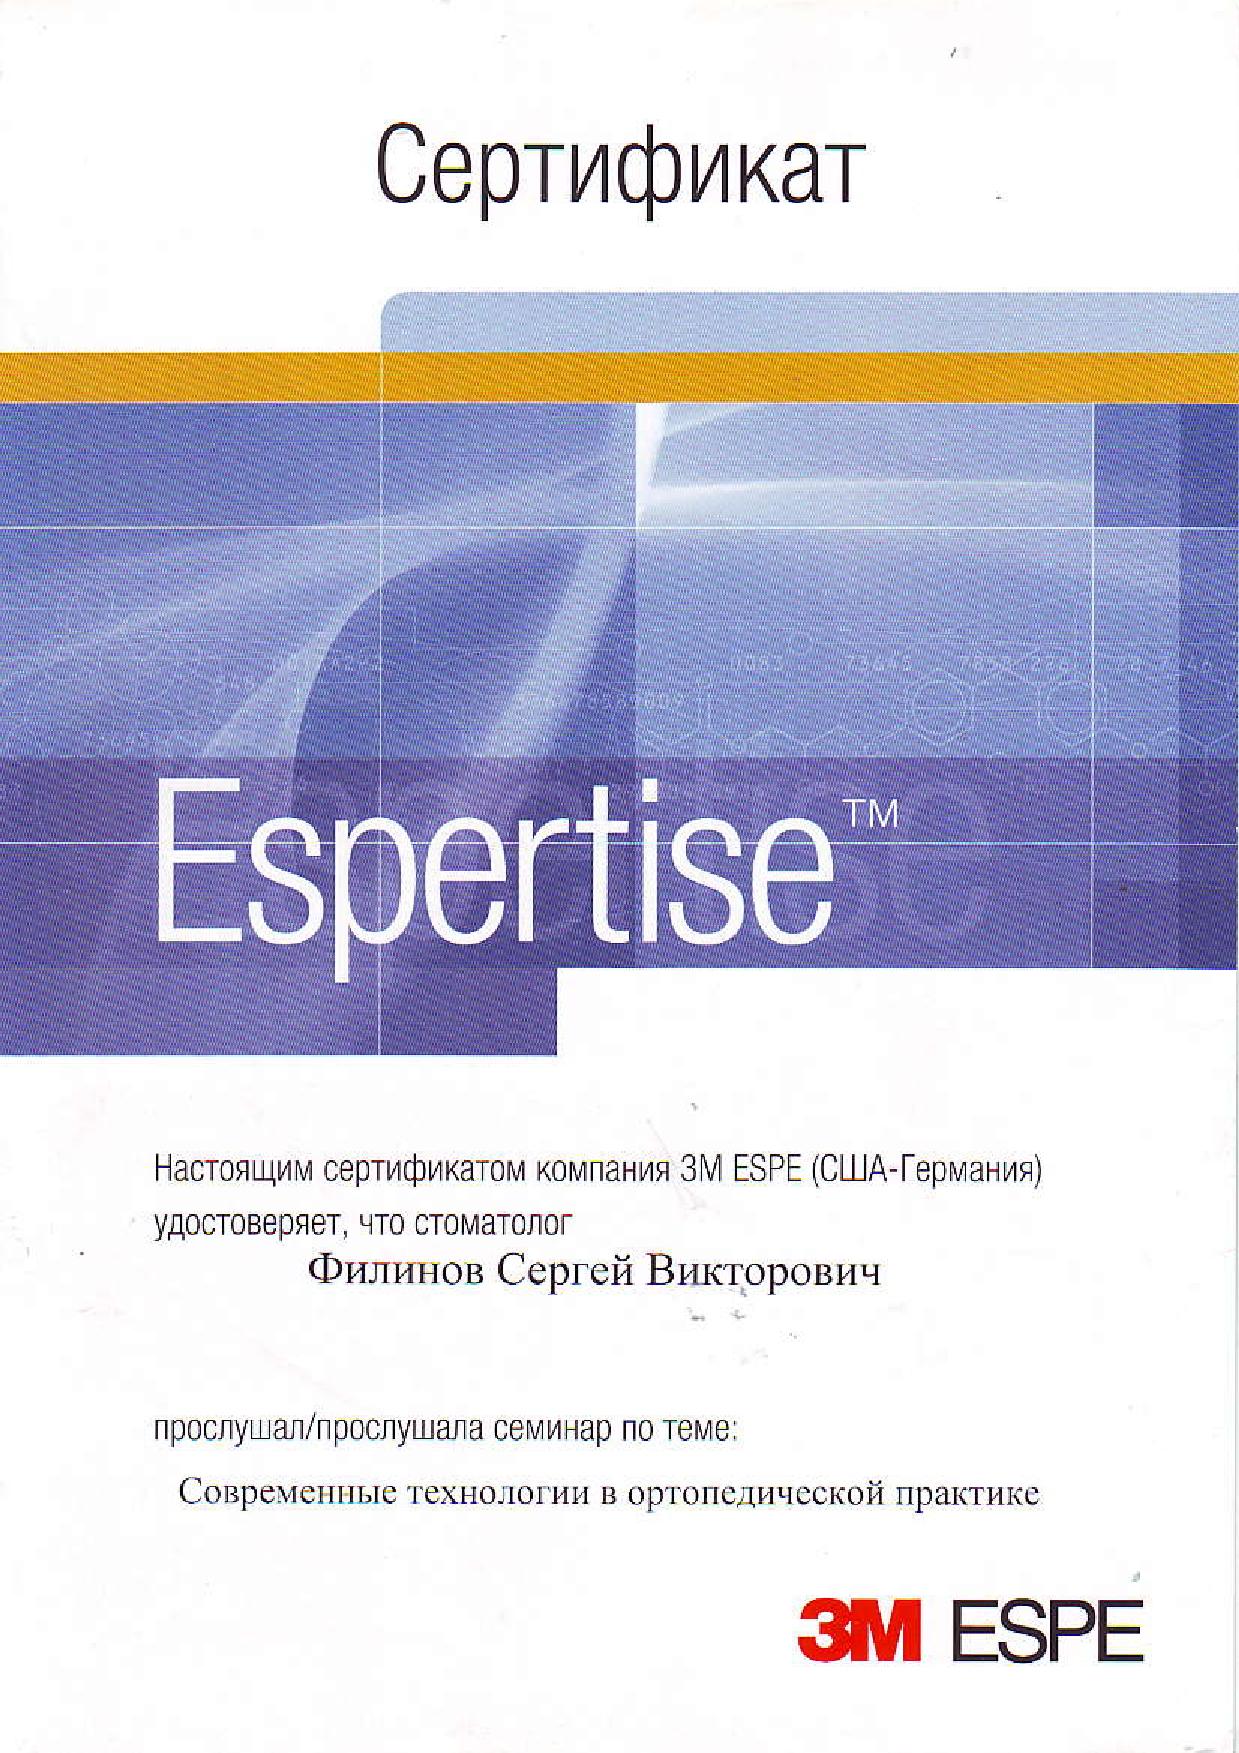 Сертификат
Espertise™
Настоящим сертификатом компания 3M ESPE (США-Германия)
удостоверяет, что стоматолог
Филинов Сергей Викторович
прослушал/прослушала семинар по теме:
Современные технологии в ортопедической практике
3M ESPE